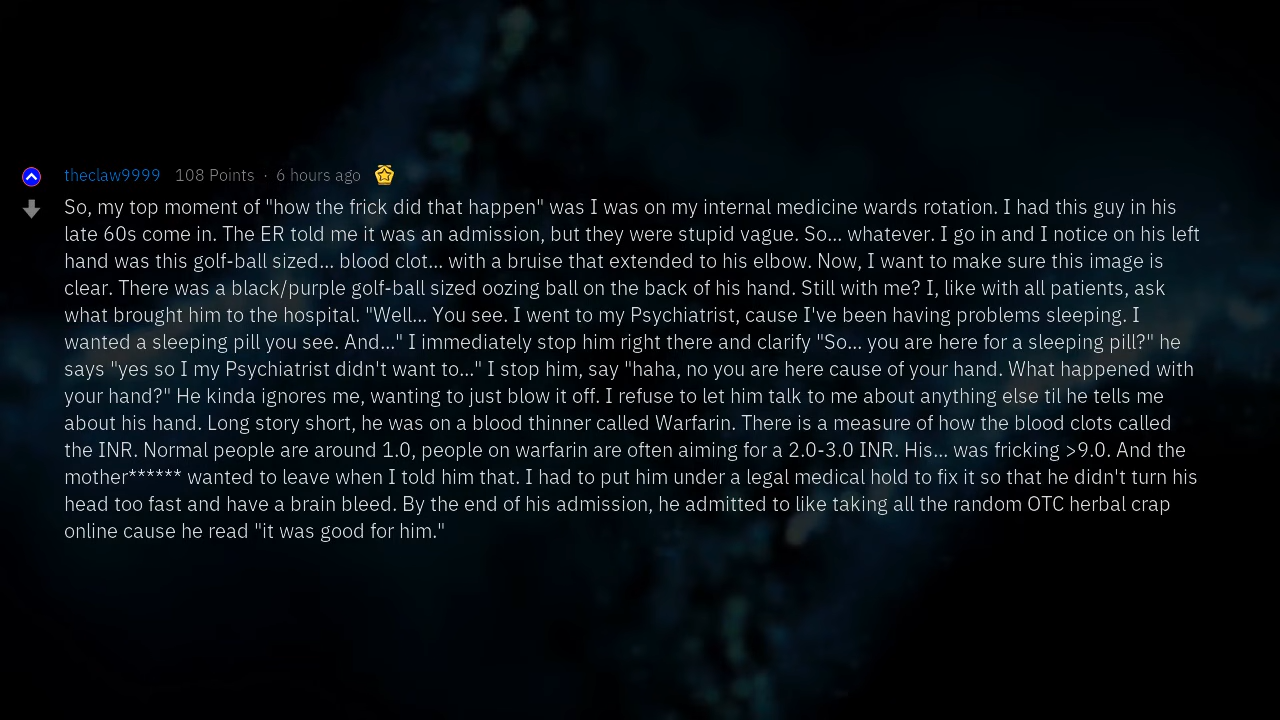 theclaw9999 108 Points · 6 hours ago
So, my top moment of "how the frick did that happen" was I was on my internal medicine wards rotation. I had this guy in his
late 60s come in. The ER told me it was an admission, but they were stupid vague. So... whatever. I go in and I notice on his left
hand was this golf-ball sized... blood clot... with a bruise that extended to his elbow. Now, I want to make sure this image is
clear. There was a black/purple golf-ball sized oozing ball on the back of his hand. Still with me? I, like with all patients, ask
what brought him to the hospital. "Well... You see. I went to my Psychiatrist, cause I've been having problems sleeping. I
wanted a sleeping pill you see. And..." I immediately stop him right there and clarify "So... you are here for a sleeping pill?" he
says "yes so I my Psychiatrist didn't want to..." I stop him, say "haha, no you are here cause of your hand. What happened with
your hand?" He kinda ignores me, wanting to just blow it off. I refuse to let him talk to me about anything else til he tells me
about his hand. Long story short, he was on a blood thinner called Warfarin. There is a measure of how the blood clots called
the INR. Normal people are around 1.0, people on warfarin are often aiming for a 2.0-3.0 INR. His... was fricking >9.0. And the
mother****** wanted to leave when I told him that. I had to put him under a legal medical hold to fix it so that he didn't turn his
head too fast and have a brain bleed. By the end of his admission, he admitted to like taking all the random OTC herbal crap
online cause he read "it was good for him."